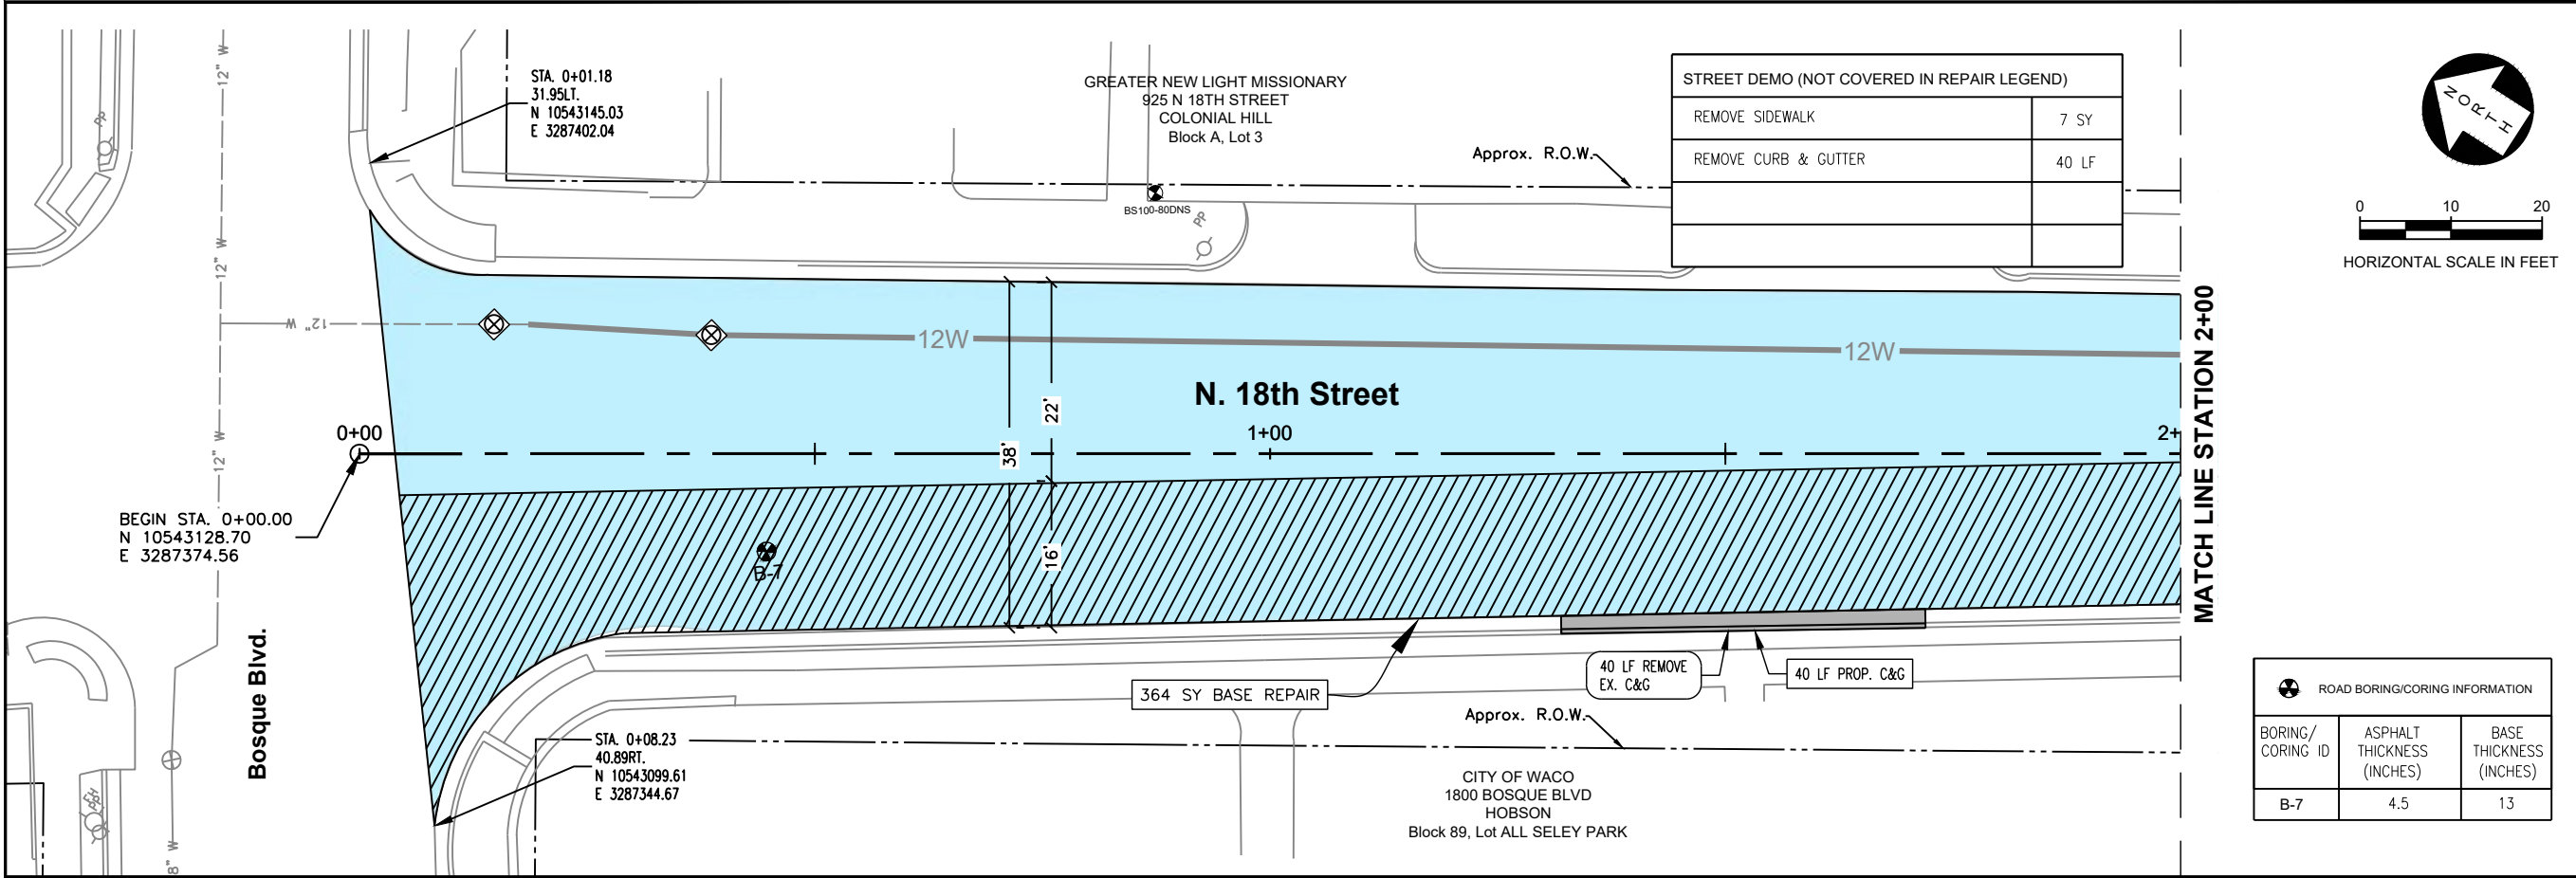 STA. 0+01.18
31.95LT.
N 10543145.03
E 3287402.04
GREATER NEW LIGHT MISSIONARY
925 N 18TH STREET
COLONIAL HILL
Block A, Lot 3
Approx. R.O.W.
STREET DEMO (NOT COVERED IN REPAIR LEGEND)
REMOVE SIDEWALK 7 SY
REMOVE CURB & GUTTER 40 LF
NORTH
0 10 20
HORIZONTAL SCALE IN FEET
12" W
PP
BS100-80DNS
PP
12" W
12" W
12W
12W
N. 18th Street
22'
38'
16'
0+00
1+00
2+
12" W
MATCH LINE STATION 2+00
BEGIN STA. 0+00.00
N 10543128.70
E 3287374.56
B-7
Bosque Blvd.
364 SY BASE REPAIR
40 LF REMOVE
EX. C&G
40 LF PROP. C&G
Approx. R.O.W.
STA. 0+08.23
40.89RT.
N 10543099.61
E 3287344.67
CITY OF WACO
1800 BOSQUE BLVD
HOBSON
Block 89, Lot ALL SELEY PARK
FH
PP
8" W
ROAD BORING/CORING INFORMATION
BORING/
CORING ID
ASPHALT
THICKNESS
(INCHES)
BASE
THICKNESS
(INCHES)
B-7 4.5 13